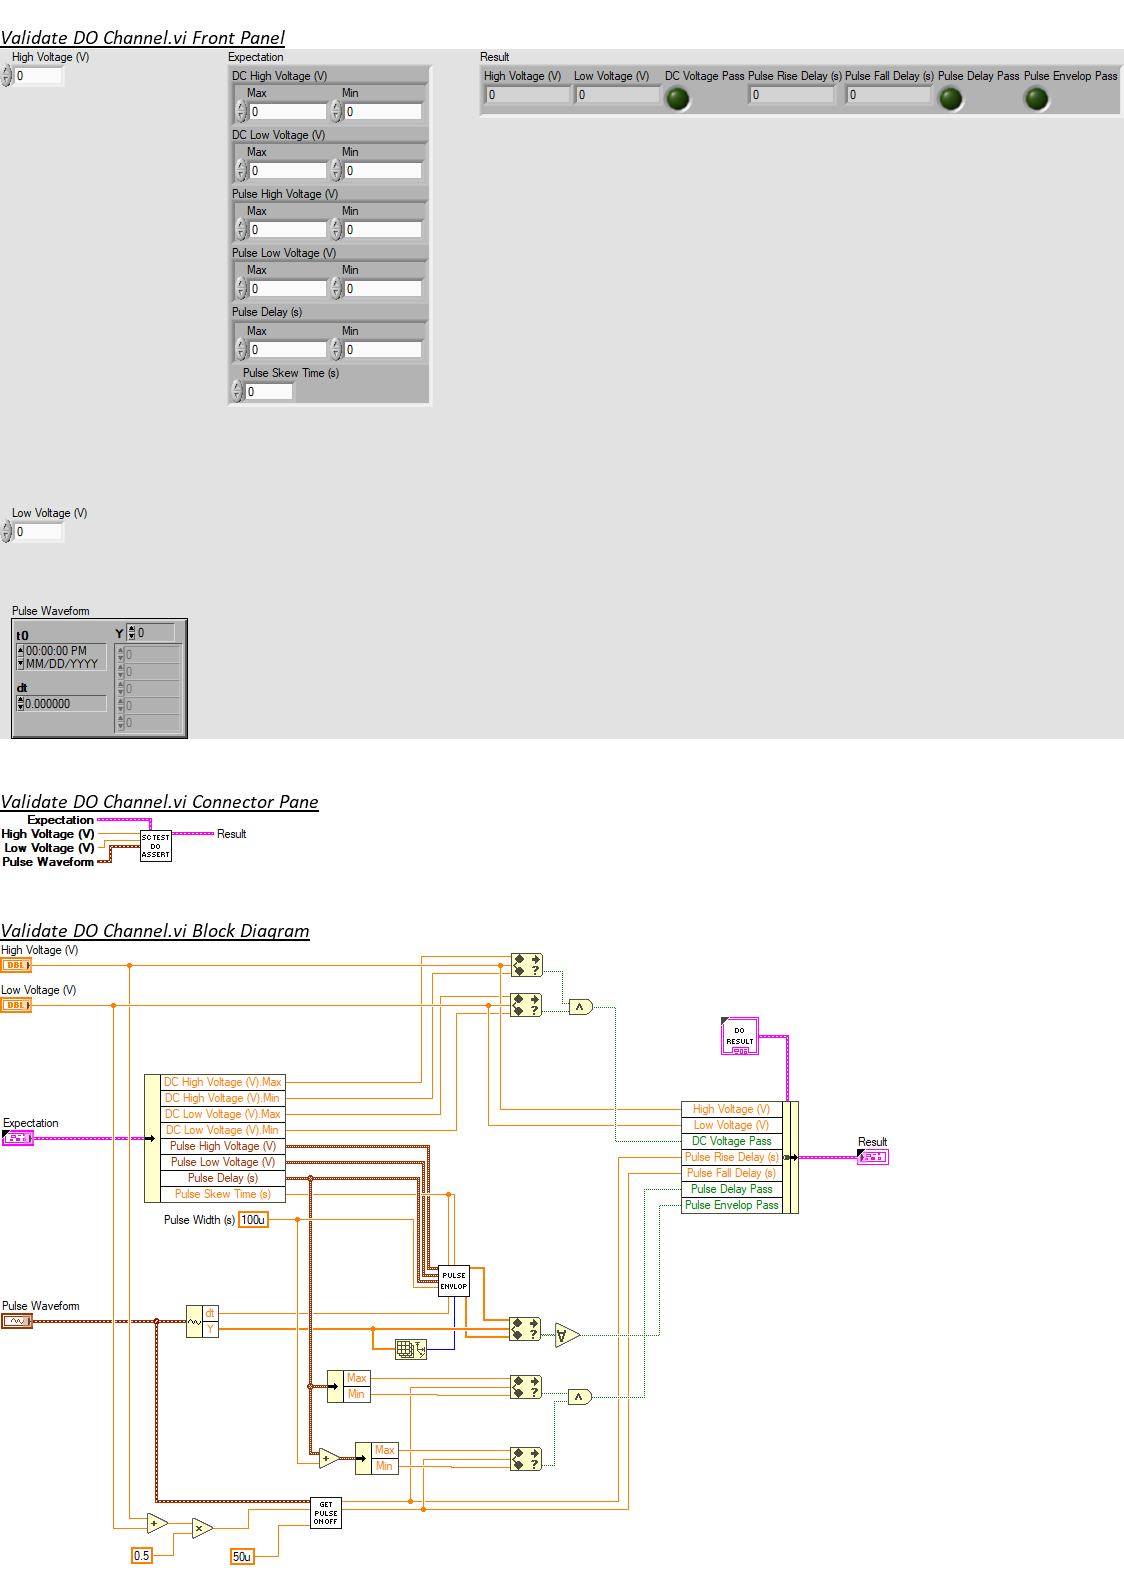 Validate DO Channel.vi Front Panel
High Voltage (V)
0
Expectation
DC High Voltage (V)
Max Min
0 0
DC Low Voltage (V)
Max Min
0 0
Pulse High Voltage (V)
Max Min
0 0
Pulse Low Voltage (V)
Max Min
0 0
Pulse Delay (s)
Max Min
0 0
Pulse Skew Time (s)
0
Result
High Voltage (V) Low Voltage (V) DC Voltage Pass Pulse Rise Delay (s) Pulse Fall Delay (s) Pulse Delay Pass Pulse Envelop Pass
0 0 0 0
Low Voltage (V)
0
Pulse Waveform
t0
00:00:00 PM
MM/DD/YYYY
dt
0.000000
Y 0
0
0
0
0
0
Validate DO Channel.vi Connector Pane
Expectation
High Voltage (V)
Low Voltage (V)
Pulse Waveform
SC TEST
DO
ASSERT
Result
Validate DO Channel.vi Block Diagram
High Voltage (V)
DBL
Low Voltage (V)
DBL
DO
RESULT
DC High Voltage (V).Max
DC High Voltage (V).Min
DC Low Voltage (V).Max
DC Low Voltage (V).Min
Pulse High Voltage (V)
Pulse Low Voltage (V)
Pulse Delay (s)
Pulse Skew Time (s)
Expectation
High Voltage (V)
Low Voltage (V)
DC Voltage Pass
Pulse Rise Delay (s)
Pulse Fall Delay (s)
Pulse Delay Pass
Pulse Envelop Pass
Result
Pulse Width (s) 100u
PULSE
ENVLOP
Pulse Waveform
dt
Y
Max
Min
Max
Min
GET
PULSE
ON OFF
0.5
50u